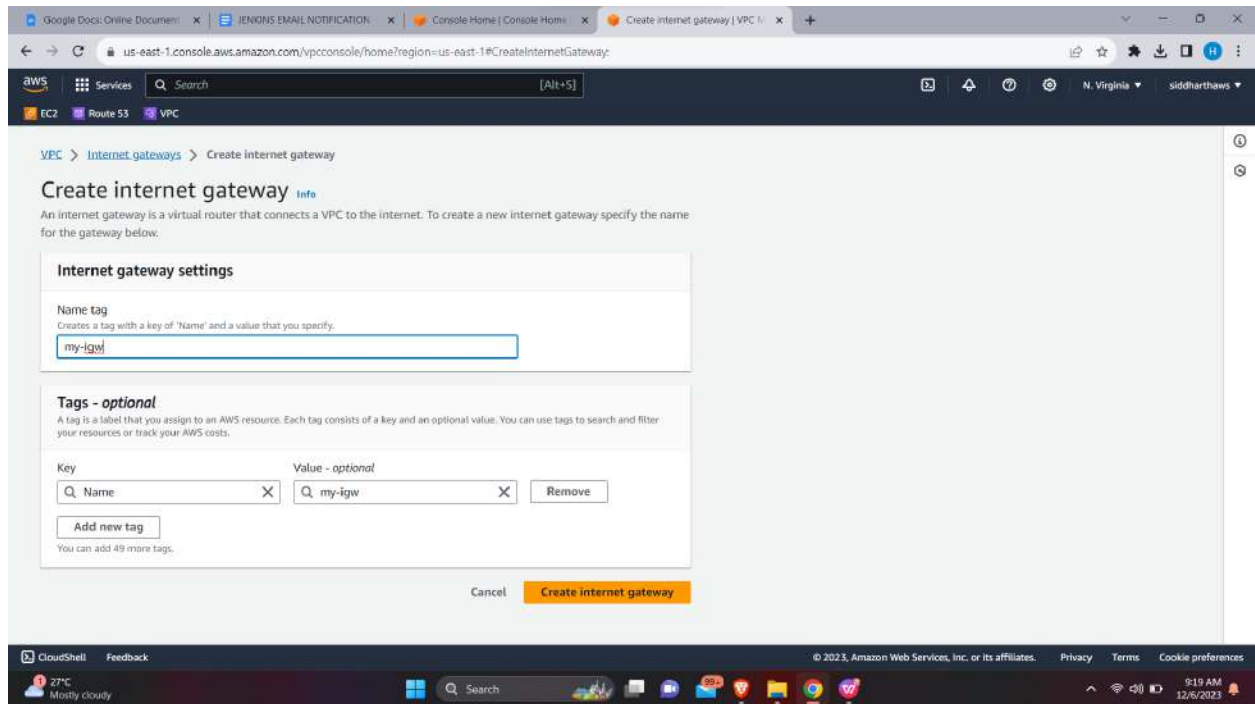 Google Docs: Online Document
JENKINS EMAIL NOTIFICATION
Console Home | Console Home
Create internet gateway | VPC M
us-east-1.console.aws.amazon.com/vpcconsole/home?region=us-east-1#CreateInternetGateway:
H
aws
Services
Search
[Alt+S]
N. Virginia
siddharthaws
EC2
Route 53
VPC
VPC > Internet gateways > Create internet gateway
Create internet gateway Info
An internet gateway is a virtual router that connects a VPC to the internet. To create a new internet gateway specify the name
for the gateway below.
Internet gateway settings
Name tag
Creates a tag with a key of 'Name' and a value that you specify.
my-igw
Tags - optional
A tag is a label that you assign to an AWS resource. Each tag consists of a key and an optional value. You can use tags to search and filter
your resources or track your AWS costs.
Key
Value - optional
Name
my-igw
Remove
Add new tag
You can add 49 more tags.
Cancel
Create internet gateway
CloudShell
Feedback
© 2023, Amazon Web Services, Inc. or its affiliates.
Privacy
Terms
Cookie preferences
1
27°C
Mostly cloudy
Search
99+
9:19 AM
12/6/2023